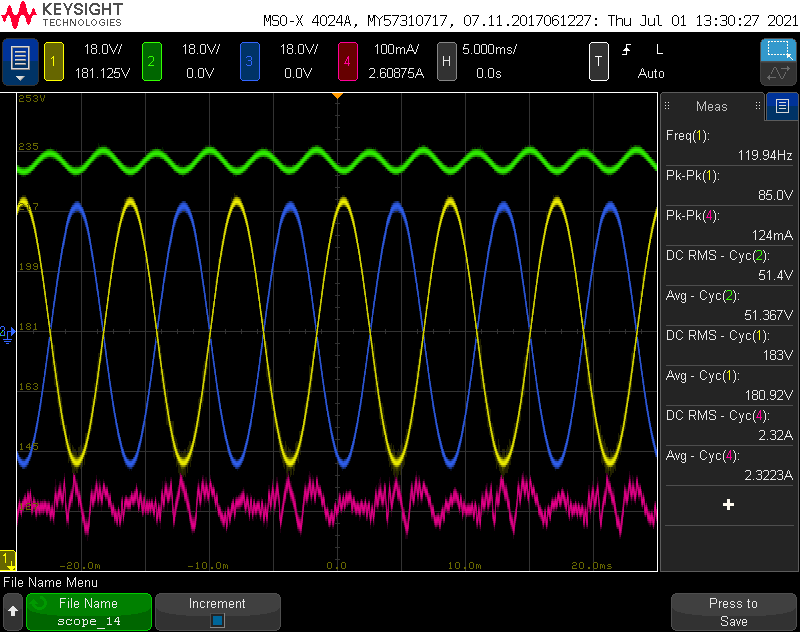 KEYSIGHT
TECHNOLOGIES
MSO-X 4024A, MY57310717, 07.11.2017061227: Thu Jul 01 13:30:27 2021
1 18.0V/ 2 18.0V/ 3 18.0V/ 4 100mA/ H 5.000ms/ T L
181.125V 0.0V 0.0V 2.60875A 0.0s Auto
253V
235
217
199
181
163
145
-20.0m -10.0m 0.0 10.0m 20.0ms
2
1
Meas
Freq(1):
119.94Hz
Pk-Pk(1):
85.0V
Pk-Pk(4):
124mA
DC RMS - Cyc(2):
51.4V
Avg - Cyc(2):
51.367V
DC RMS - Cyc(1):
183V
Avg - Cyc(1):
180.92V
DC RMS - Cyc(4):
2.32A
Avg - Cyc(4):
2.3223A
File Name Menu
File Name
scope_14
Increment
Press to
Save